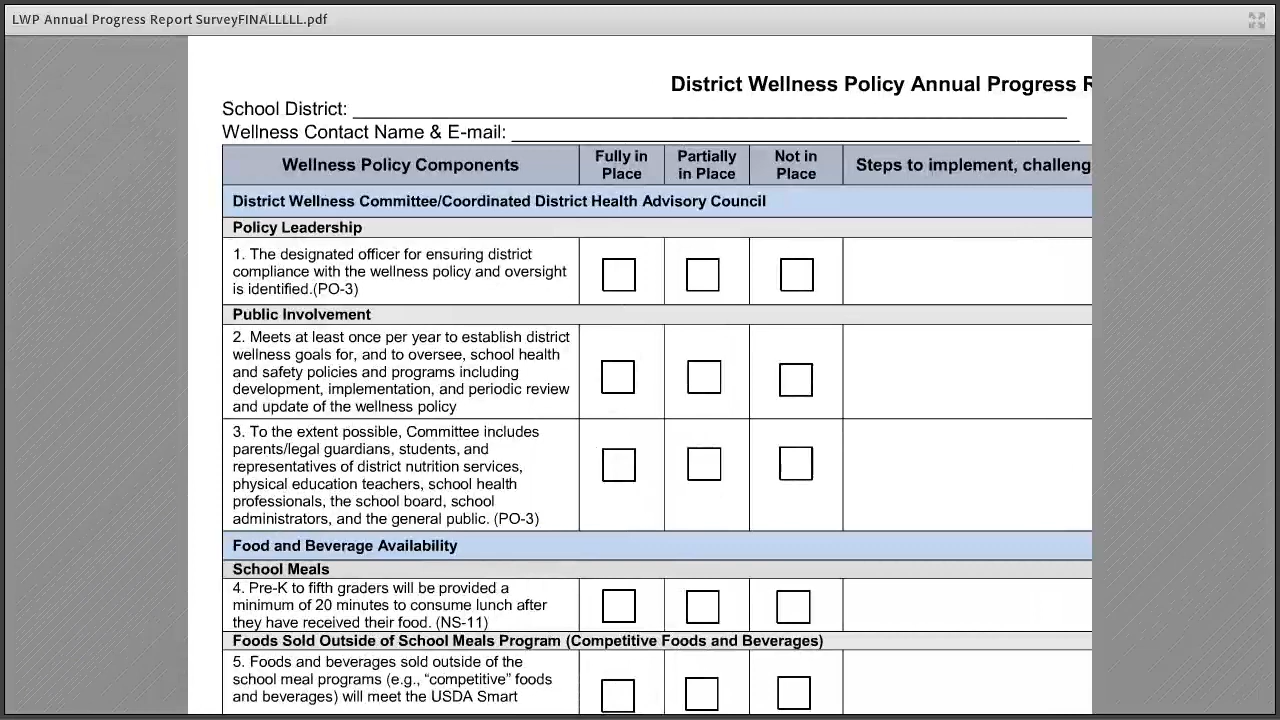 LWP Annual Progress Report SurveyFINALLLLL.pdf
District Wellness Policy Annual Progress R
School District:
Wellness Contact Name & E-mail:
Wellness Policy Components
Fully in
Place
Partially
in Place
Not in
Place
Steps to implement, challeng
District Wellness Committee/Coordinated District Health Advisory Council
Policy Leadership
1. The designated officer for ensuring district
compliance with the wellness policy and oversight
is identified.(PO-3)
Public Involvement
2. Meets at least once per year to establish district
wellness goals for, and to oversee, school health
and safety policies and programs including
development, implementation, and periodic review
and update of the wellness policy
3. To the extent possible, Committee includes
parents/legal guardians, students, and
representatives of district nutrition services,
physical education teachers, school health
professionals, the school board, school
administrators, and the general public. (PO-3)
Food and Beverage Availability
School Meals
4. Pre-K to fifth graders will be provided a
minimum of 20 minutes to consume lunch after
they have received their food. (NS-11)
Foods Sold Outside of School Meals Program (Competitive Foods and Beverages)
5. Foods and beverages sold outside of the
school meal programs (e.g., “competitive” foods
and beverages) will meet the USDA Smart